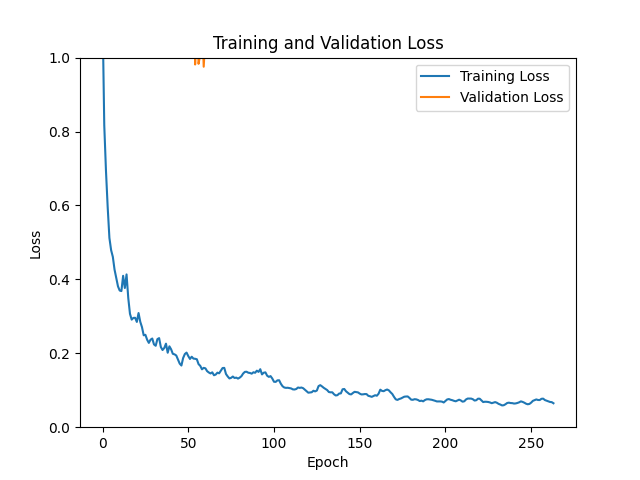 Training and Validation Loss
Training Loss
Validation Loss
Loss
1.0
0.8
0.6
0.4
0.2
0.0
0 50 100 150 200 250
Epoch